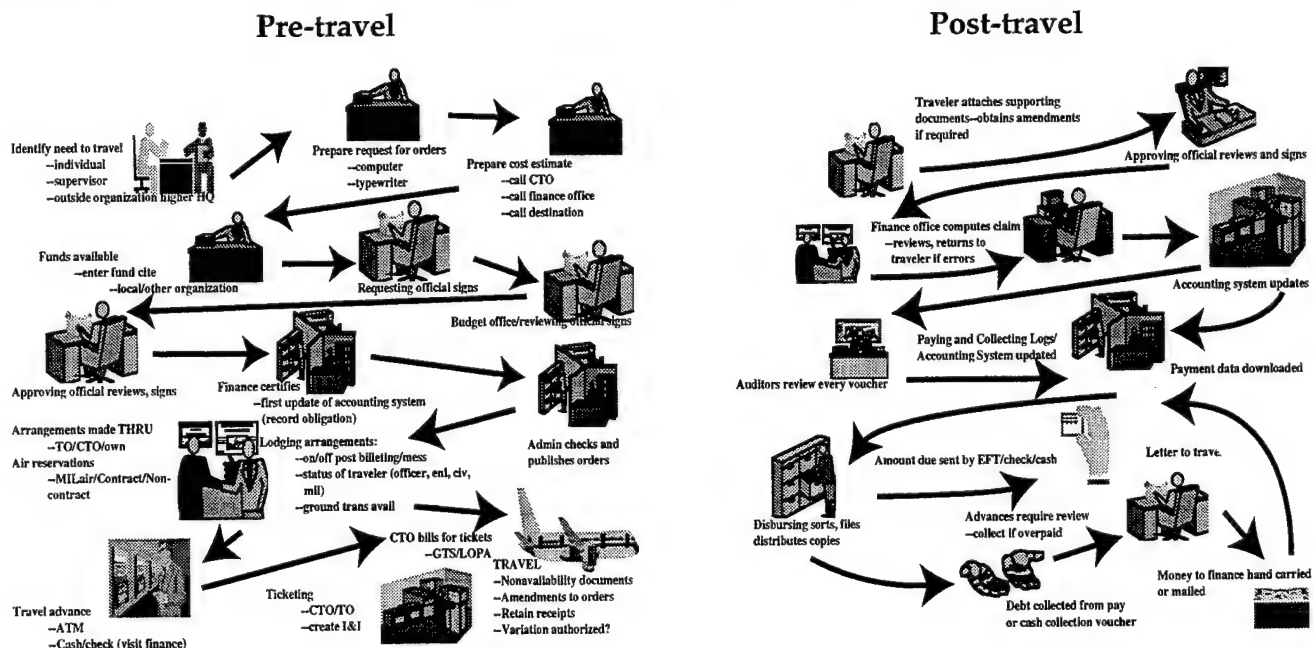 Pre-travel
Identify need to travel
--individual
--supervisor
--outside organization higher HQ
Prepare request for orders
--computer
--typewriter
Prepare cost estimate
--call CTO
--call finance office
--call destination
Funds available
--enter fund cite
--local/other organization
Requesting official signs
Budget office/reviewing official signs
Approving official reviews, signs
Finance certifies
--first update of accounting system
(record obligation)
Admin checks and
publishes orders
Arrangements made THRU
--TO/CTO/own
Air reservations
--MILair/Contract/Non-
contract
Lodging arrangements:
--on/off post billeting/mess
--status of traveler (officer, enl, civ,
mil)
--ground trans avail
Travel advance
--ATM
--Cash/check (visit finance)
CTO bills for tickets
--GTS/LOPA
Ticketing
--CTO/TO
--create I&I
TRAVEL
--Nonavailability documents
--Amendments to orders
--Retain receipts
--Variation authorized?
Post-travel
Traveler attaches supporting
documents--obtains amendments
if required
Approving official reviews and signs
Finance office computes claim
--reviews, returns to
traveler if errors
Accounting system updates
Auditors review every voucher
Paying and Collecting Logs/
Accounting System updated
Payment data downloaded
Disbursing sorts, files
distributes copies
Amount due sent by EFT/check/cash
Advances require review
--collect if overpaid
Letter to trave.
Debt collected from pay
or cash collection voucher
Money to finance hand carried
or mailed